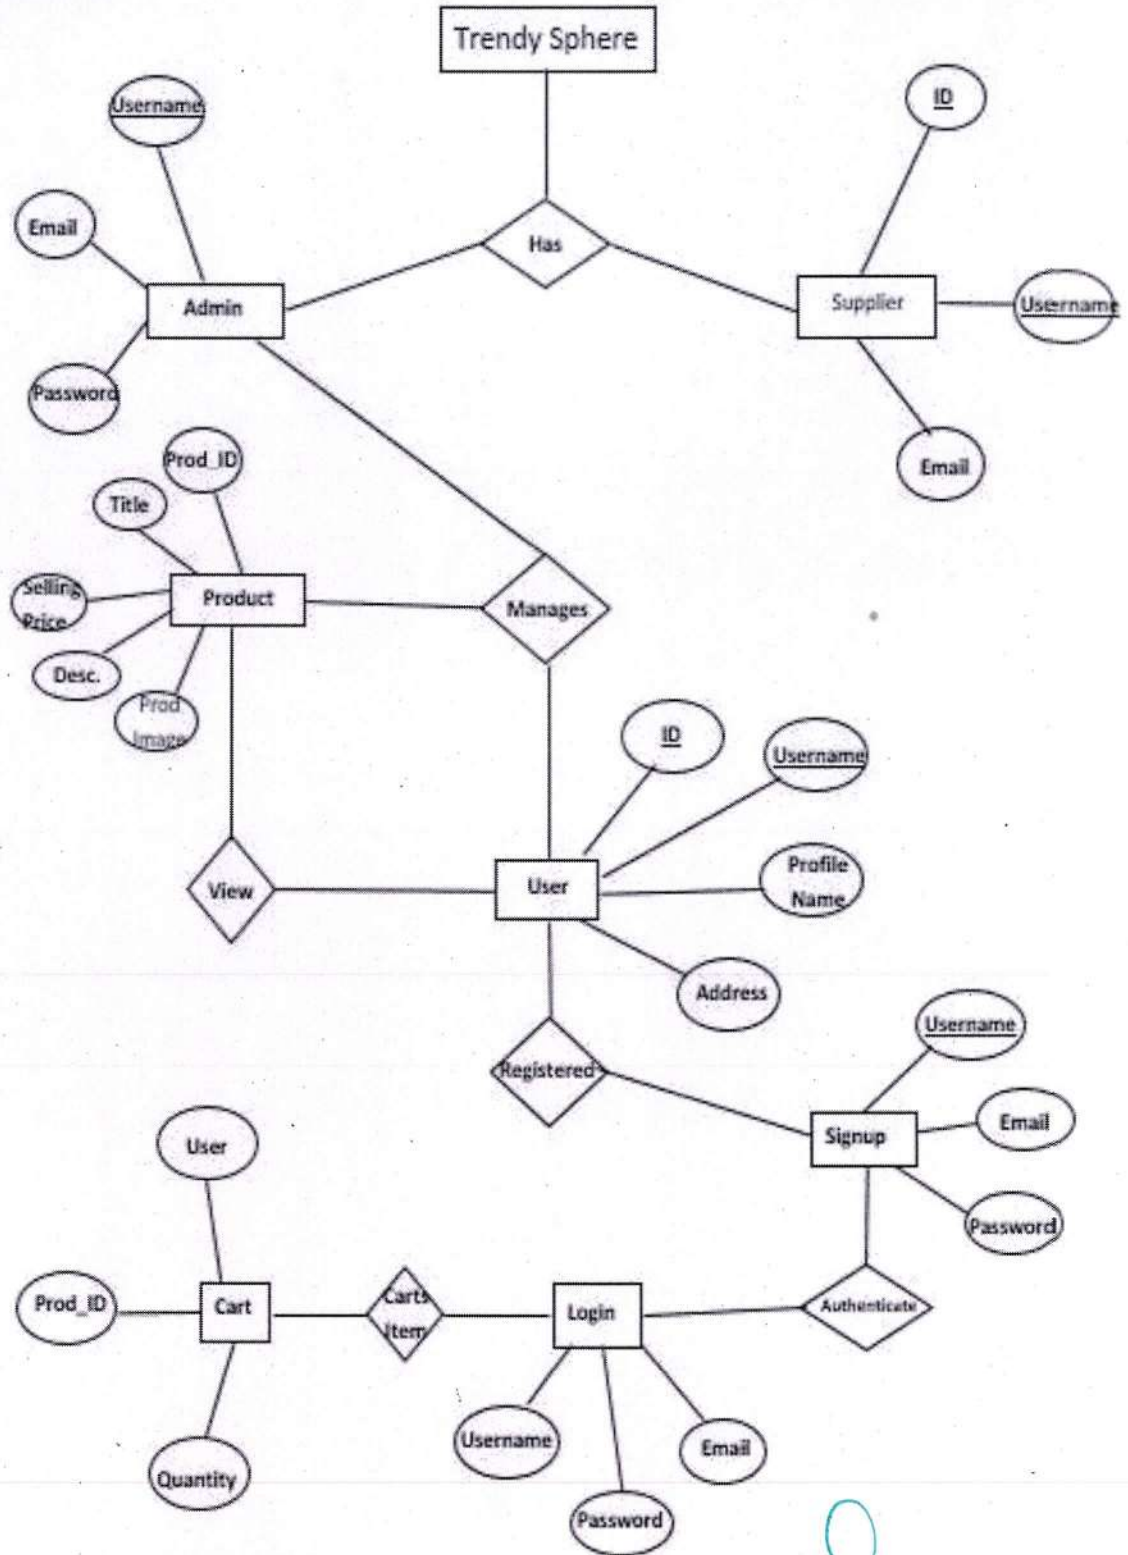 Trendy Sphere
Username
ID
Email
Has
Admin
Supplier
Username
Password
Prod_ID
Email
Title
Selling
Price
Product
Manages
Desc.
Prod
Image
ID
Username
Profile
Name
View
User
Address
Username
Registered
Signup
Email
User
Password
Prod_ID
Cart
Carts
Item
Login
Authenticate
Username
Email
Quantity
Password